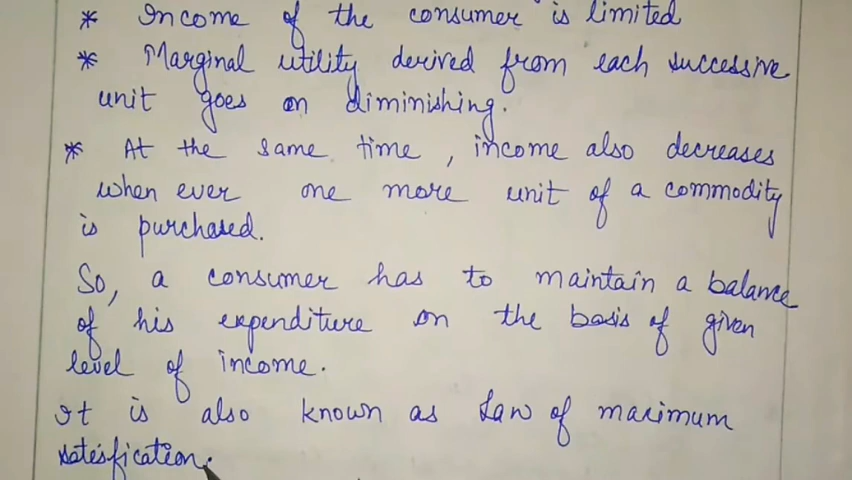 * Income of the consumer is limited
* Marginal utility derived from each successive
unit goes on diminishing.
* At the same time, income also decreases
when ever one more unit of a commodity
is purchased.
So, a consumer has to maintain a balance
of his expenditure on the basis of given
level of income.
It is also known as Law of maximum
satisfication.